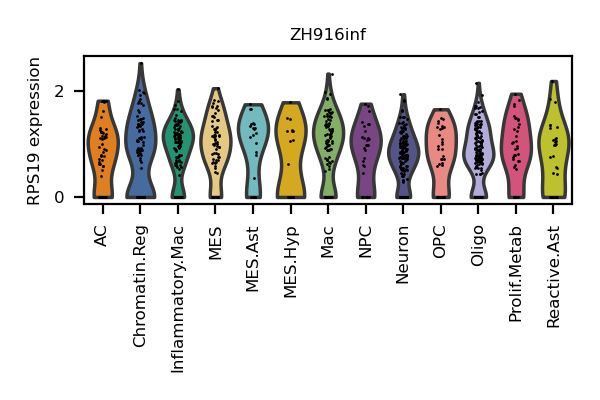 ZH916inf
RPS19 expression
2
0
AC
Chromatin.Reg
Inflammatory.Mac
MES
MES.Ast
MES.Hyp
Mac
NPC
Neuron
OPC
Oligo
Prolif.Metab
Reactive.Ast